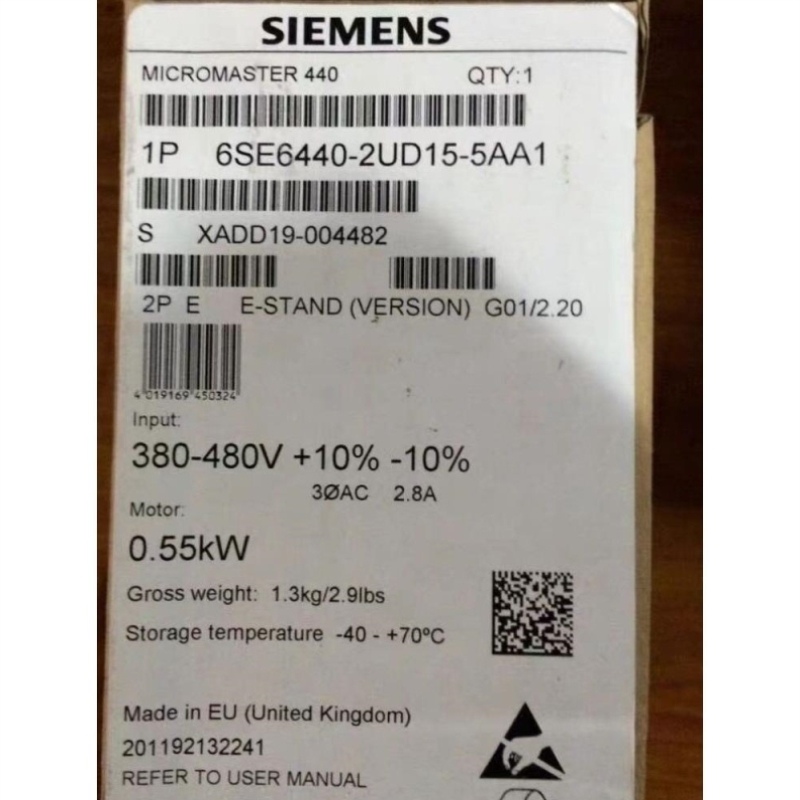 SIEMENS
MICROMASTER 440 QTY:1
1P 6SE6440-2UD15-5AA1
S XADD19-004482
2P E E-STAND (VERSION) G01/2.20
4 019169 450324
Input:
380-480V +10% -10%
3ØAC 2.8A
Motor:
0.55kW
Gross weight: 1.3kg/2.9lbs
Storage temperature -40 - +70ºC
Made in EU (United Kingdom)
201192132241
REFER TO USER MANUAL